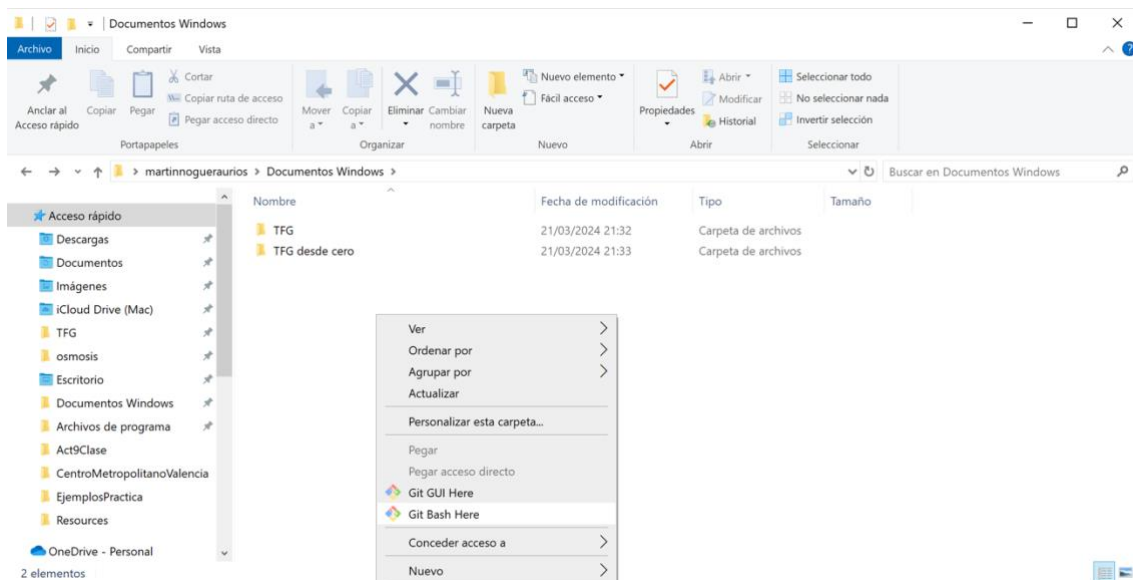 Documentos Windows
Archivo Inicio Compartir Vista
Anclar al Acceso rápido
Copiar
Pegar
Cortar
Copiar ruta de acceso
Pegar acceso directo
Portapapeles
Mover a
Copiar a
Eliminar
Cambiar nombre
Organizar
Nueva carpeta
Nuevo elemento
Fácil acceso
Nuevo
Propiedades
Abrir
Modificar
Historial
Abrir
Seleccionar todo
No seleccionar nada
Invertir selección
Seleccionar
martinnogueraurios > Documentos Windows >
Buscar en Documentos Windows
Nombre Fecha de modificación Tipo Tamaño
TFG 21/03/2024 21:32 Carpeta de archivos
TFG desde cero 21/03/2024 21:33 Carpeta de archivos
Acceso rápido
Descargas
Documentos
Imágenes
iCloud Drive (Mac)
TFG
osmosis
Escritorio
Documentos Windows
Archivos de programa
Act9Clase
CentroMetropolitanoValencia
EjemplosPractica
Resources
OneDrive - Personal
Ver
Ordenar por
Agrupar por
Actualizar
Personalizar esta carpeta...
Pegar
Pegar acceso directo
Git GUI Here
Git Bash Here
Conceder acceso a
Nuevo
2 elementos